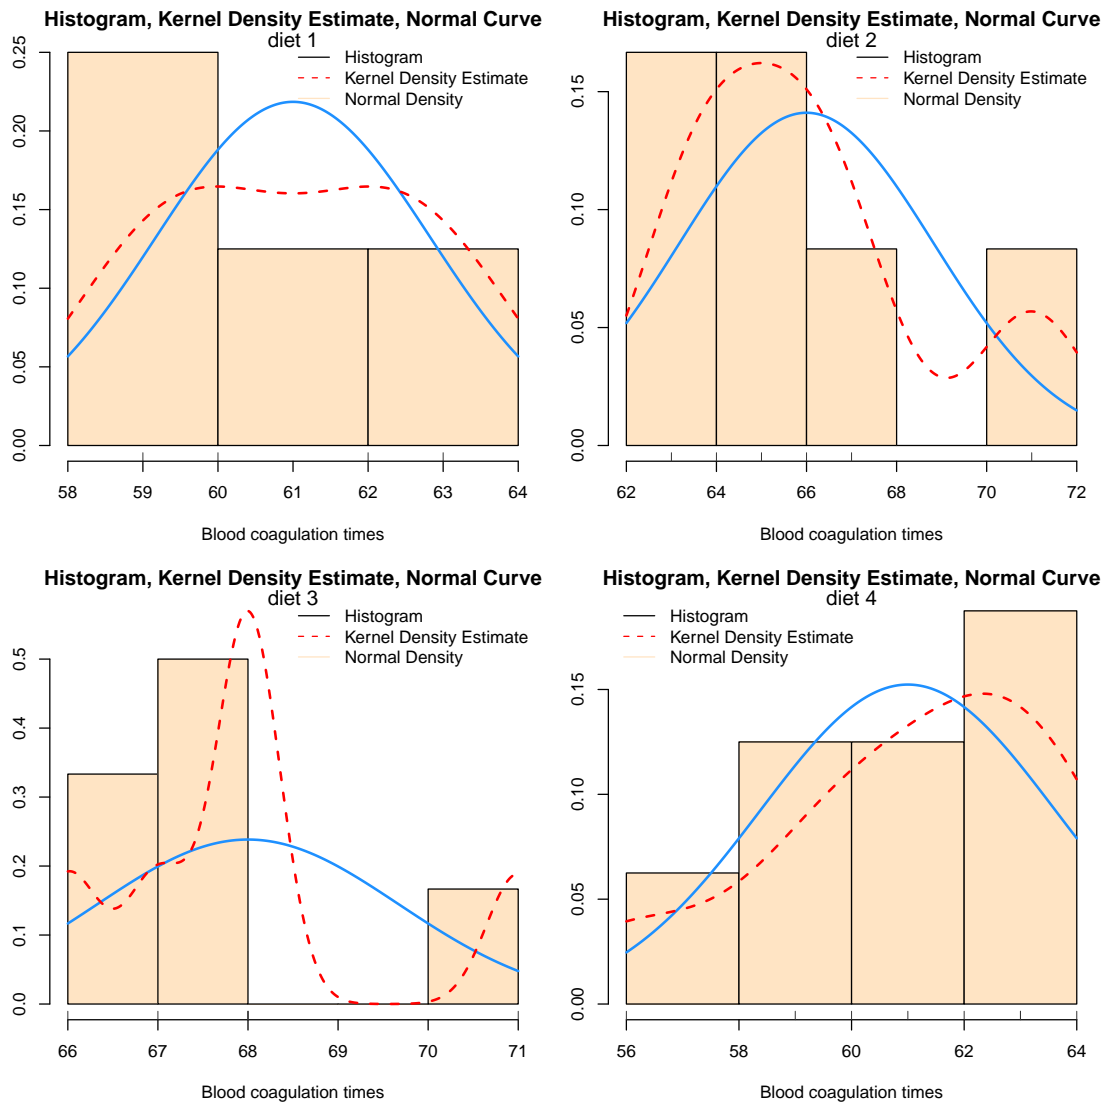 Histogram, Kernel Density Estimate, Normal Curve
diet 1
Histogram
Kernel Density Estimate
Normal Density
0.25
0.20
0.15
0.10
0.05
0.00
58 59 60 61 62 63 64
Blood coagulation times
Histogram, Kernel Density Estimate, Normal Curve
diet 2
Histogram
Kernel Density Estimate
Normal Density
0.15
0.10
0.05
0.00
62 64 66 68 70 72
Blood coagulation times
Histogram, Kernel Density Estimate, Normal Curve
diet 3
Histogram
Kernel Density Estimate
Normal Density
0.5
0.4
0.3
0.2
0.1
0.0
66 67 68 69 70 71
Blood coagulation times
Histogram, Kernel Density Estimate, Normal Curve
diet 4
Histogram
Kernel Density Estimate
Normal Density
0.15
0.10
0.05
0.00
56 58 60 62 64
Blood coagulation times